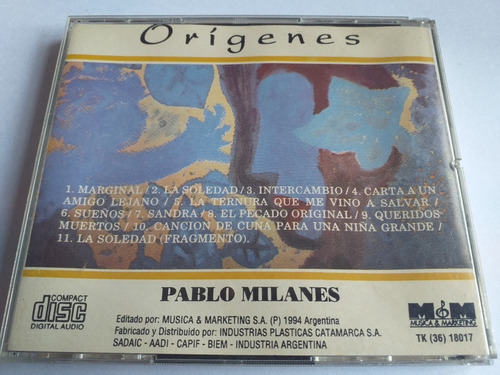 Orígenes
1. MARGINAL / 2. LA SOLEDAD / 3. INTERCAMBIO / 4. CARTA A UN
AMIGO LEJANO / 5. LA TERNURA QUE ME VINO A SALVAR /
6. SUEÑOS / 7. SANDRA / 8. EL PECADO ORIGINAL / 9. QUERIDOS
MUERTOS / 10. CANCION DE CUNA PARA UNA NIÑA GRANDE /
11. LA SOLEDAD (FRAGMENTO).
PABLO MILANES
COMPACT
disc
DIGITAL AUDIO
Editado por: MUSICA & MARKETING S.A. (P) 1994 Argentina
Fabricado y Distribuido por: INDUSTRIAS PLASTICAS CATAMARCA S.A.
SADAIC - AADI - CAPIF - BIEM - INDUSTRIA ARGENTINA
M&M
MUSICA & MARKETING
TK (36) 18017